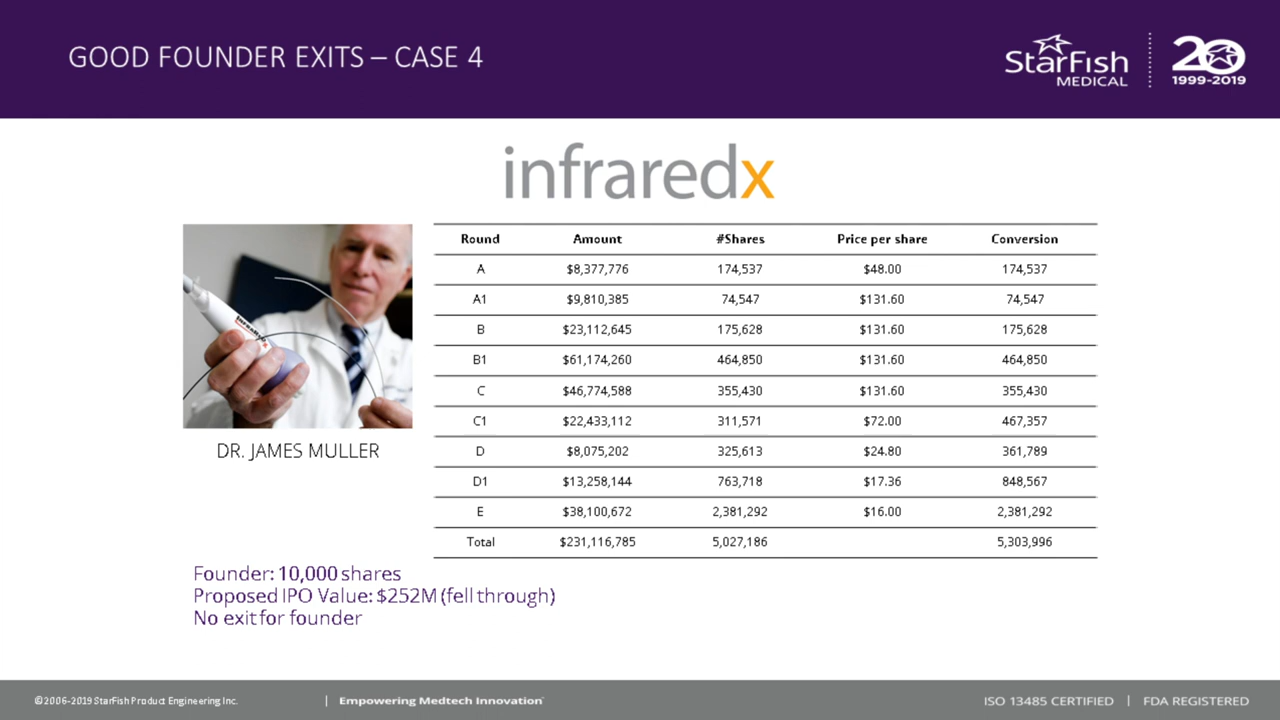 GOOD FOUNDER EXITS – CASE 4
StarFish
MEDICAL
20
1999-2019
infraredx
Round Amount #Shares Price per share Conversion
A $8,377,776 174,537 $48.00 174,537
A1 $9,810,385 74,547 $131.60 74,547
B $23,112,645 175,628 $131.60 175,628
B1 $61,174,260 464,850 $131.60 464,850
C $46,774,588 355,430 $131.60 355,430
C1 $22,433,112 311,571 $72.00 467,357
D $8,075,202 325,613 $24.80 361,789
D1 $13,258,144 763,718 $17.36 848,567
E $38,100,672 2,381,292 $16.00 2,381,292
Total $231,116,785 5,027,186 5,303,996
DR. JAMES MULLER
Founder: 10,000 shares
Proposed IPO Value: $252M (fell through)
No exit for founder
©2006-2019 StarFish Product Engineering Inc. | Empowering Medtech Innovation ISO 13485 CERTIFIED | FDA REGISTERED